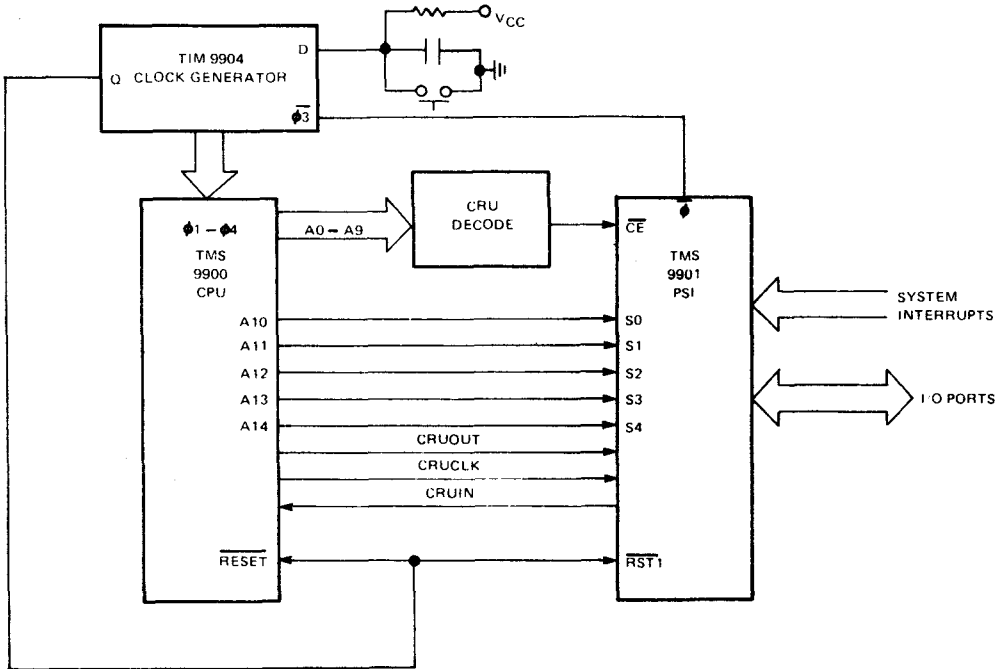 VCC
TIM 9904
CLOCK GENERATOR
D
Q
ϕ3
ϕ1 – ϕ4
TMS
9900
CPU
A0 – A9
CRU
DECODE
CE
ϕ
TMS
9901
PSI
SYSTEM
INTERRUPTS
A10
S0
A11
S1
A12
S2
A13
S3
I/O PORTS
A14
S4
CRUOUT
CRUCLK
CRUIN
RESET
RST1